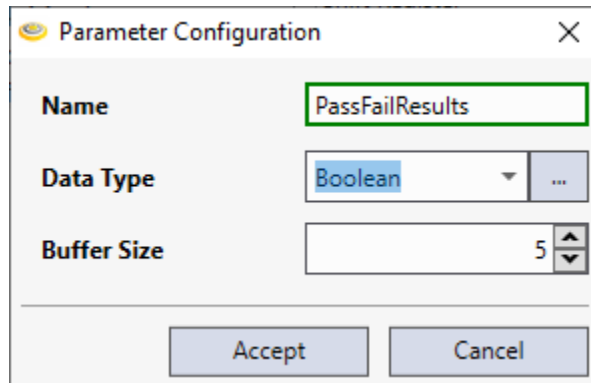 Parameter Configuration
Name PassFailResults
Data Type Boolean ...
Buffer Size 5
Accept Cancel